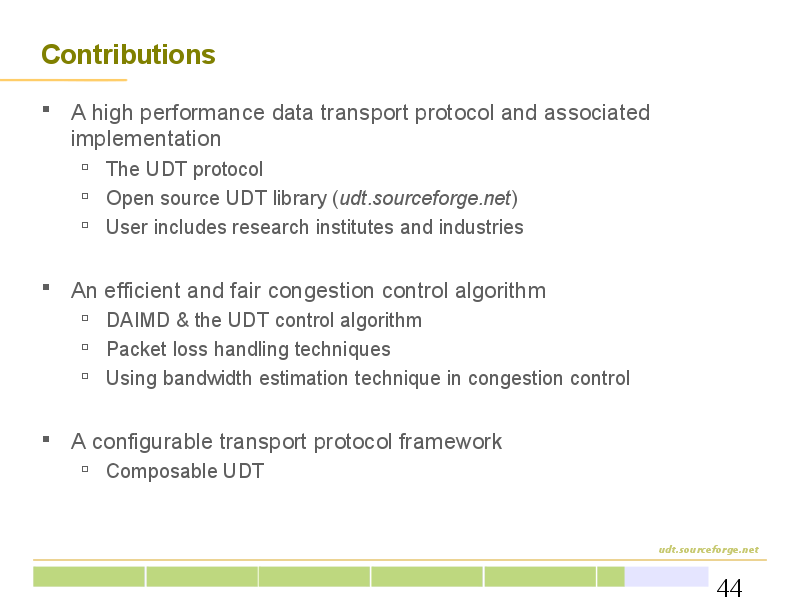 Contributions
A high performance data transport protocol and associated
implementation
The UDT protocol
Open source UDT library (udt.sourceforge.net)
User includes research institutes and industries
An efficient and fair congestion control algorithm
DAIMD & the UDT control algorithm
Packet loss handling techniques
Using bandwidth estimation technique in congestion control
A configurable transport protocol framework
Composable UDT
udt.sourceforge.net
44